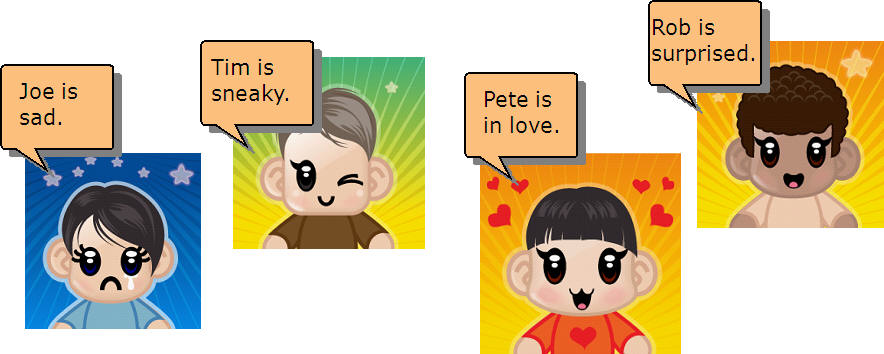 Joe is
sad.
Tim is
sneaky.
Pete is
in love.
Rob is
surprised.